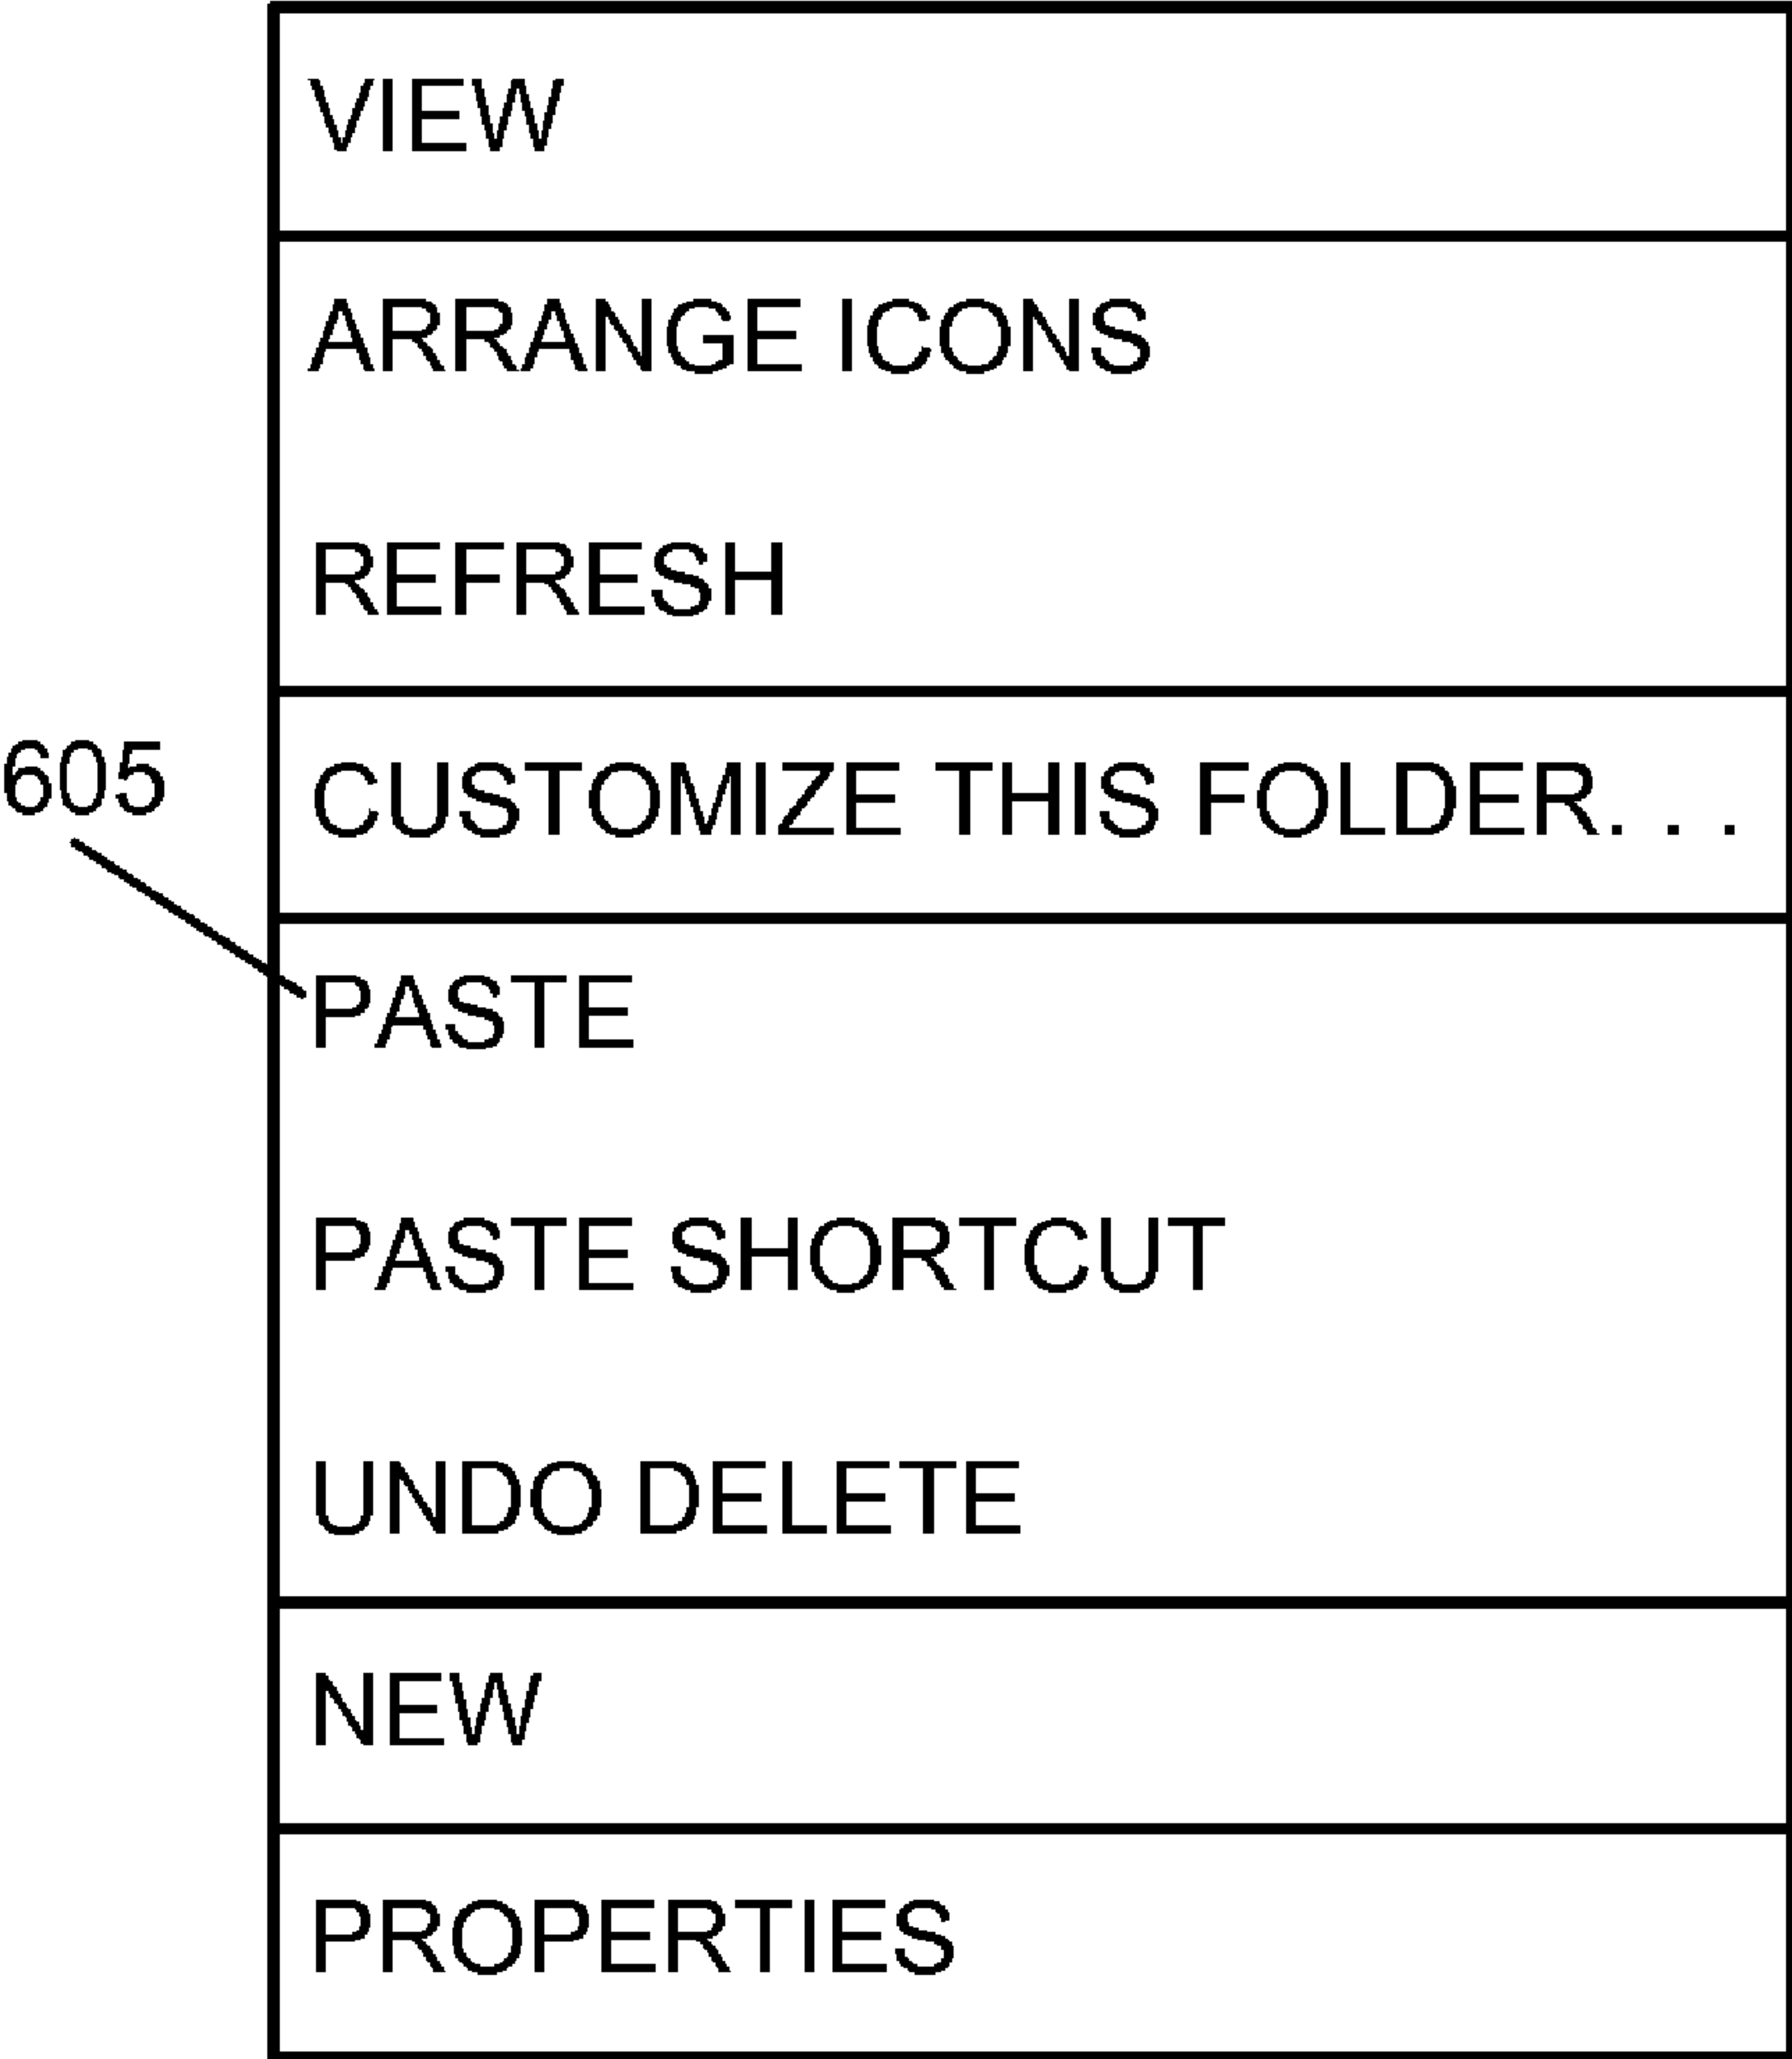 VIEW
ARRANGE ICONS
REFRESH
605
CUSTOMIZE THIS FOLDER. . .
PASTE
PASTE SHORTCUT
UNDO DELETE
NEW
PROPERTIES